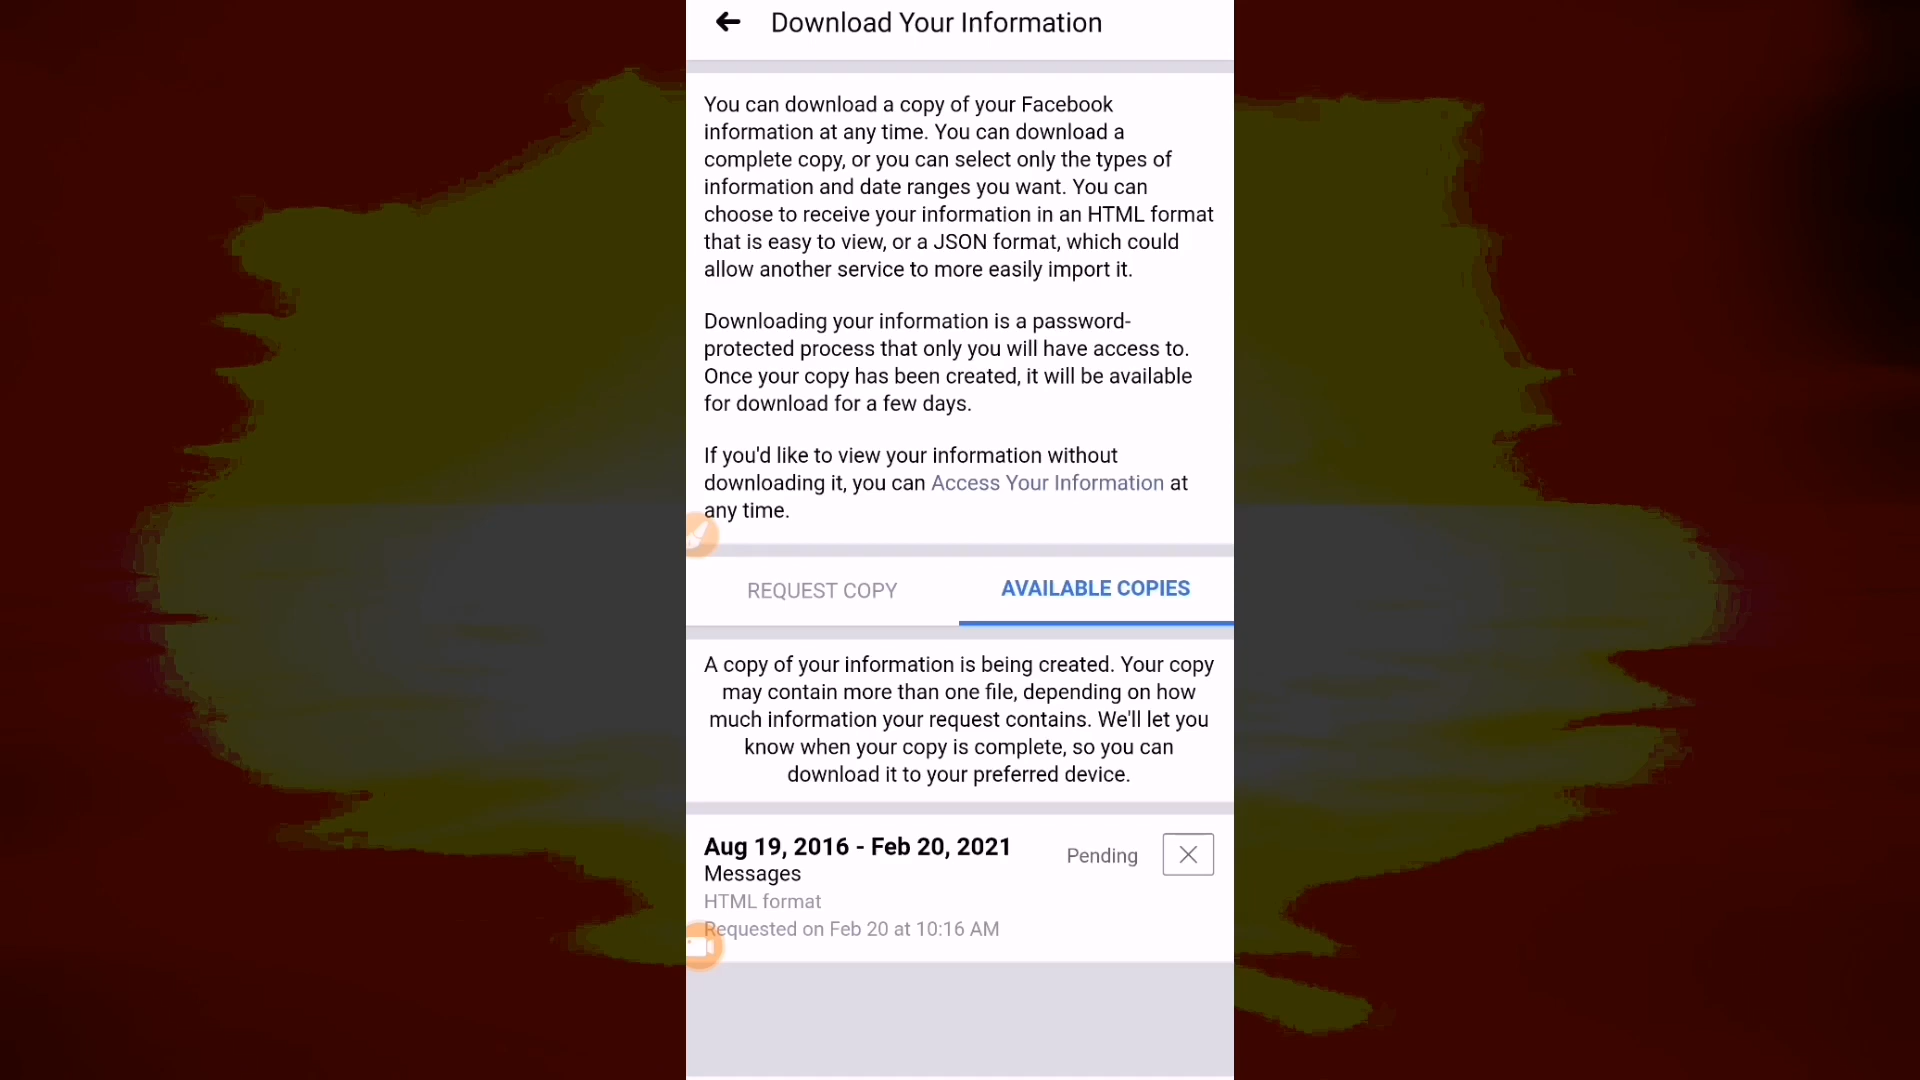 Download Your Information
You can download a copy of your Facebook
information at any time. You can download a
complete copy, or you can select only the types of
information and date ranges you want. You can
choose to receive your information in an HTML format
that is easy to view, or a JSON format, which could
allow another service to more easily import it.
Downloading your information is a password-
protected process that only you will have access to.
Once your copy has been created, it will be available
for download for a few days.
If you'd like to view your information without
downloading it, you can Access Your Information at
any time.
REQUEST COPY
AVAILABLE COPIES
A copy of your information is being created. Your copy
may contain more than one file, depending on how
much information your request contains. We'll let you
know when your copy is complete, so you can
download it to your preferred device.
Aug 19, 2016 - Feb 20, 2021
Pending
Messages
HTML format
Requested on Feb 20 at 10:16 AM